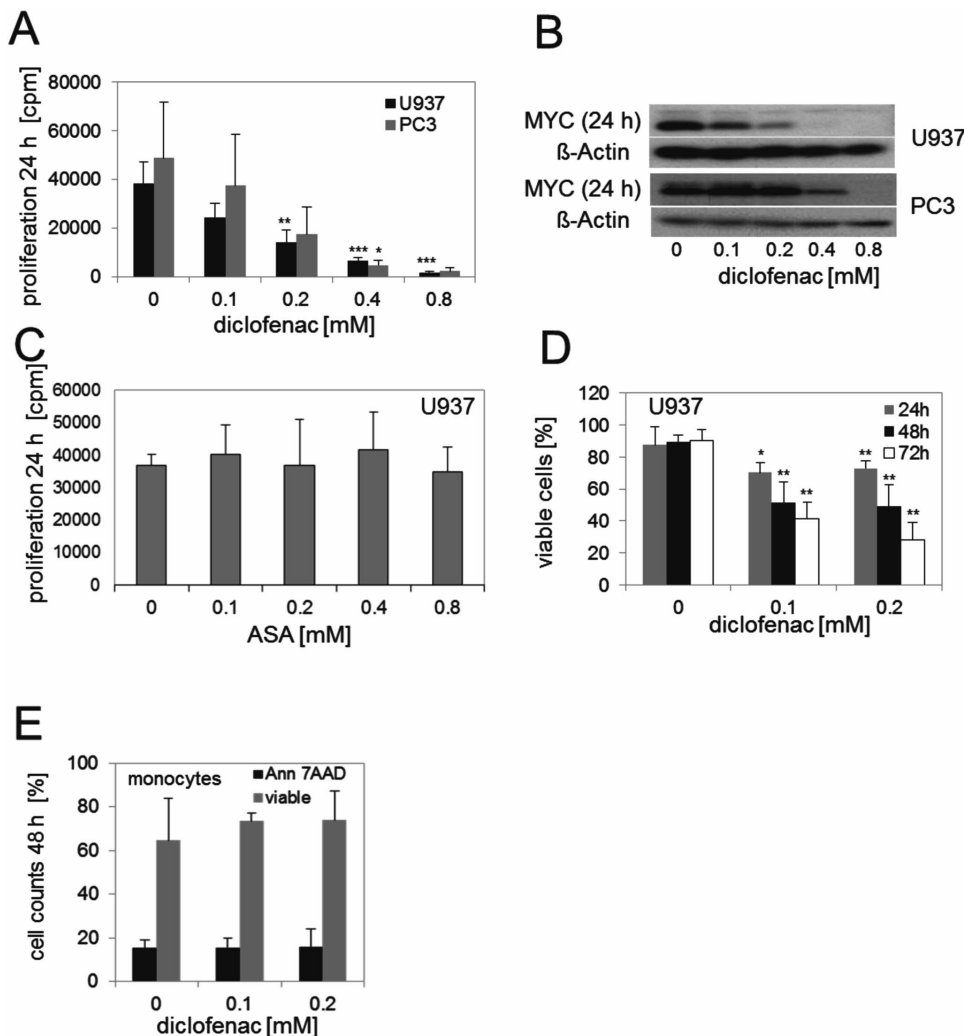 A
proliferation 24 h [cpm]
80000
60000
40000
20000
0
U937
PC3
**
***
*
***
0 0.1 0.2 0.4 0.8
diclofenac [mM]
B
MYC (24 h)
ß-Actin
U937
MYC (24 h)
ß-Actin
PC3
0 0.1 0.2 0.4 0.8
diclofenac [mM]
C
proliferation 24 h [cpm]
60000
50000
40000
30000
20000
10000
0
U937
0 0.1 0.2 0.4 0.8
ASA [mM]
D
viable cells [%]
120
100
80
60
40
20
0
U937
24h
48h
72h
*
**
**
**
**
**
0 0.1 0.2
diclofenac [mM]
E
cell counts 48 h [%]
100
80
60
40
20
0
monocytes
Ann 7AAD
viable
0 0.1 0.2
diclofenac [mM]